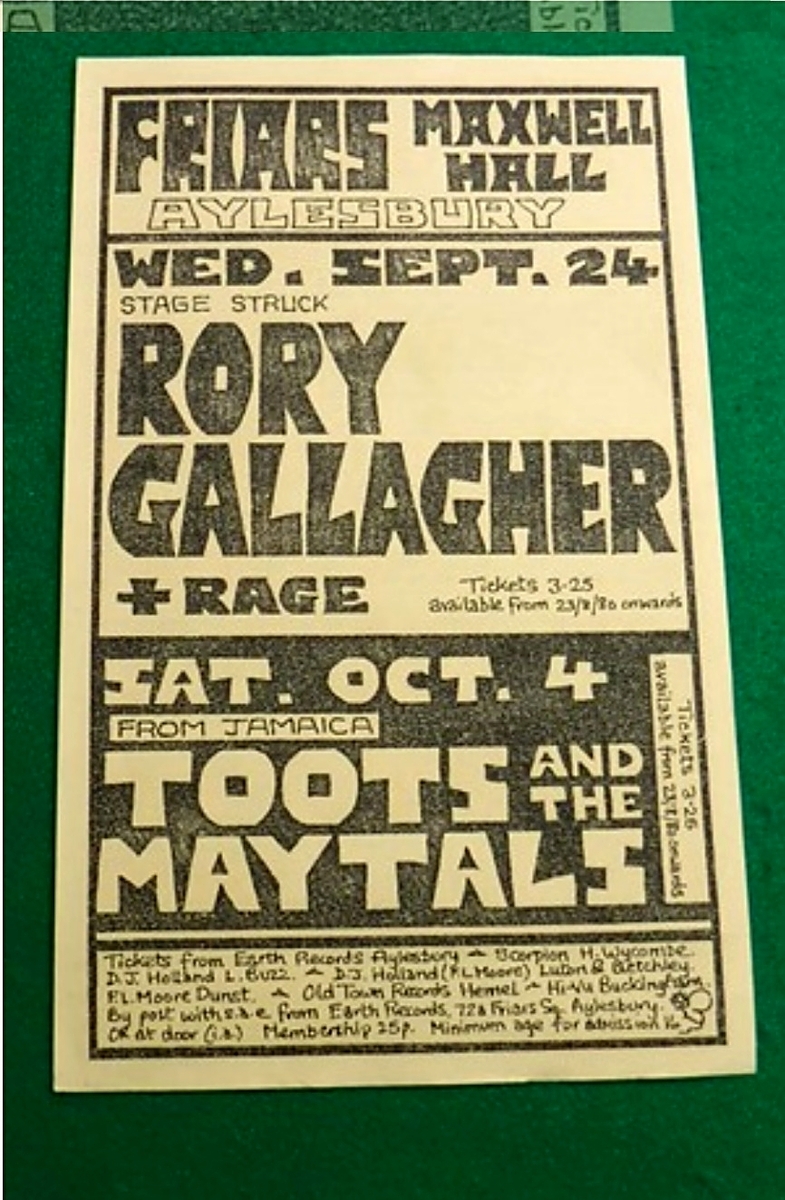 FRIARS MAXWELL HALL
AYLESBURY
WED. SEPT. 24
STAGE STRUCK
RORY
GALLAGHER
+ RAGE
Tickets 3-25
available from 23/8/80 onwards
SAT. OCT. 4
FROM JAMAICA
TOOTS AND THE
MAYTALS
Tickets 3-25
available from 23/8/80 onwards
Tickets from Earth Records Aylesbury ~ Scorpion H. Wycombe.
D.J. Holland L. Buzz. ~ D.J. Holland (F.L. Moore) Luton & Bletchley.
F.L. Moore Dunst. ~ Old Town Records Hemel ~ Hi-Vu Buckingham.
By post with s.a.e from Earth Records, 72a Friars Sq. Aylesbury.
OR at door (i.a.) Membership 25p. Minimum age for admission 16